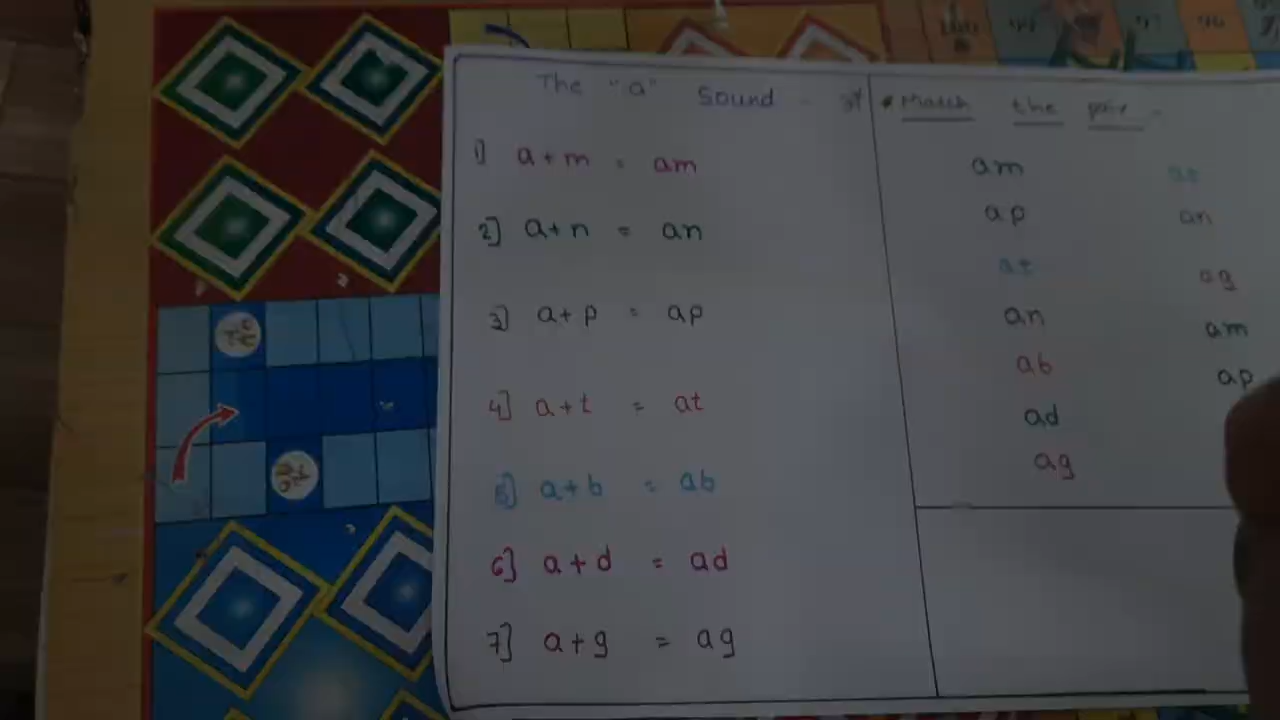 The "a" Sound -
1] a+m = am
2] a+n = an
3] a+p = ap
4] a+t = at
5] a+b = ab
6] a+d = ad
7] a+g = ag
Match the pair -
am
ap an
at ag
an am
ab ap
ad
ag